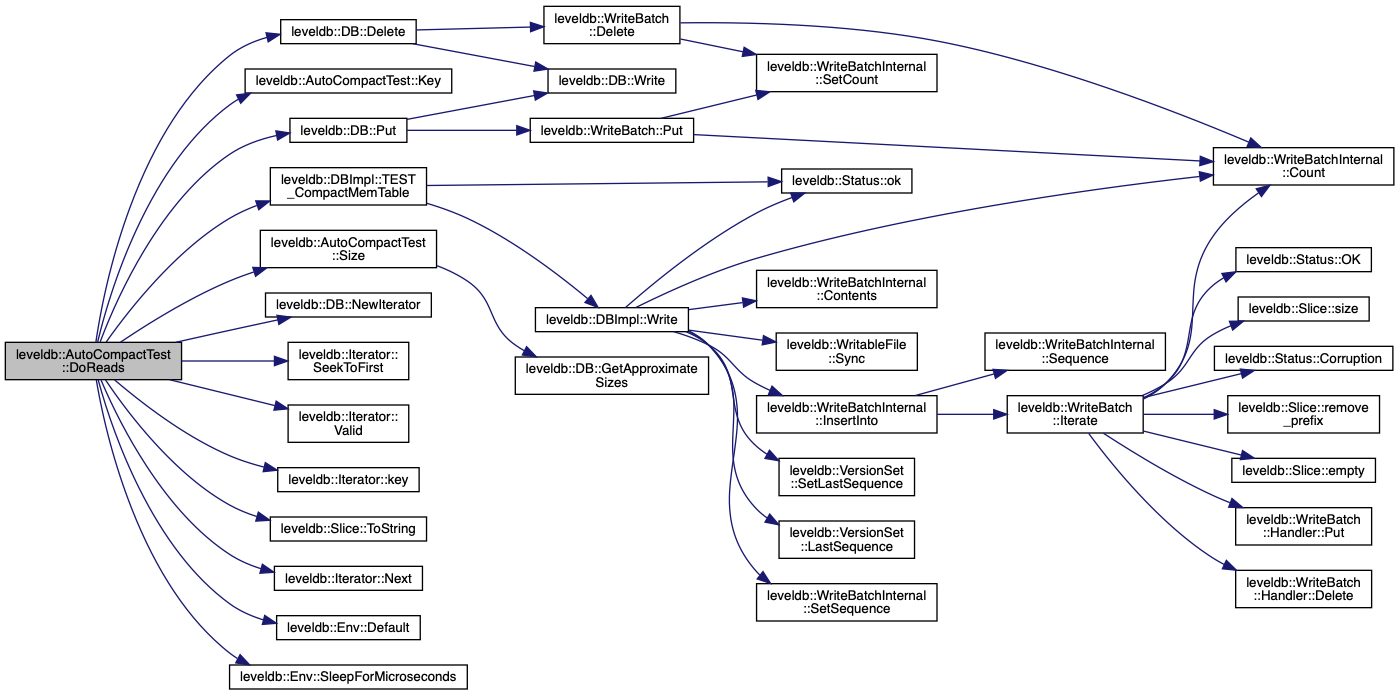 leveldb::AutoCompactTest
::DoReads
leveldb::DB::Delete
leveldb::AutoCompactTest::Key
leveldb::DB::Put
leveldb::DBImpl::TEST
_CompactMemTable
leveldb::AutoCompactTest
::Size
leveldb::DB::NewIterator
leveldb::Iterator::
SeekToFirst
leveldb::Iterator::
Valid
leveldb::Iterator::key
leveldb::Slice::ToString
leveldb::Iterator::Next
leveldb::Env::Default
leveldb::Env::SleepForMicroseconds
leveldb::WriteBatch
::Delete
leveldb::DB::Write
leveldb::WriteBatch::Put
leveldb::DBImpl::Write
leveldb::DB::GetApproximate
Sizes
leveldb::WriteBatchInternal
::SetCount
leveldb::Status::ok
leveldb::WriteBatchInternal
::Contents
leveldb::WritableFile
::Sync
leveldb::WriteBatchInternal
::InsertInto
leveldb::VersionSet
::SetLastSequence
leveldb::VersionSet
::LastSequence
leveldb::WriteBatchInternal
::SetSequence
leveldb::WriteBatchInternal
::Sequence
leveldb::WriteBatch
::Iterate
leveldb::WriteBatchInternal
::Count
leveldb::Status::OK
leveldb::Slice::size
leveldb::Status::Corruption
leveldb::Slice::remove
_prefix
leveldb::Slice::empty
leveldb::WriteBatch
::Handler::Put
leveldb::WriteBatch
::Handler::Delete